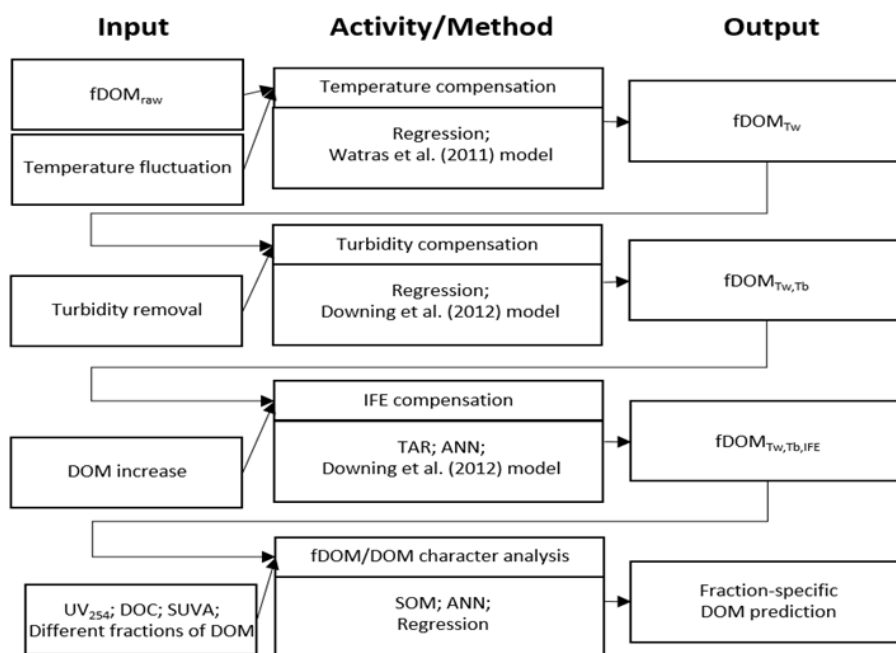 Input
Activity/Method
Output
fDOMraw
Temperature fluctuation
Temperature compensation
Regression;
Watras et al. (2011) model
fDOMTw
Turbidity removal
Turbidity compensation
Regression;
Downing et al. (2012) model
fDOMTw,Tb
DOM increase
IFE compensation
TAR; ANN;
Downing et al. (2012) model
fDOMTw,Tb,IFE
UV254; DOC; SUVA;
Different fractions of DOM
fDOM/DOM character analysis
SOM; ANN;
Regression
Fraction-specific
DOM prediction